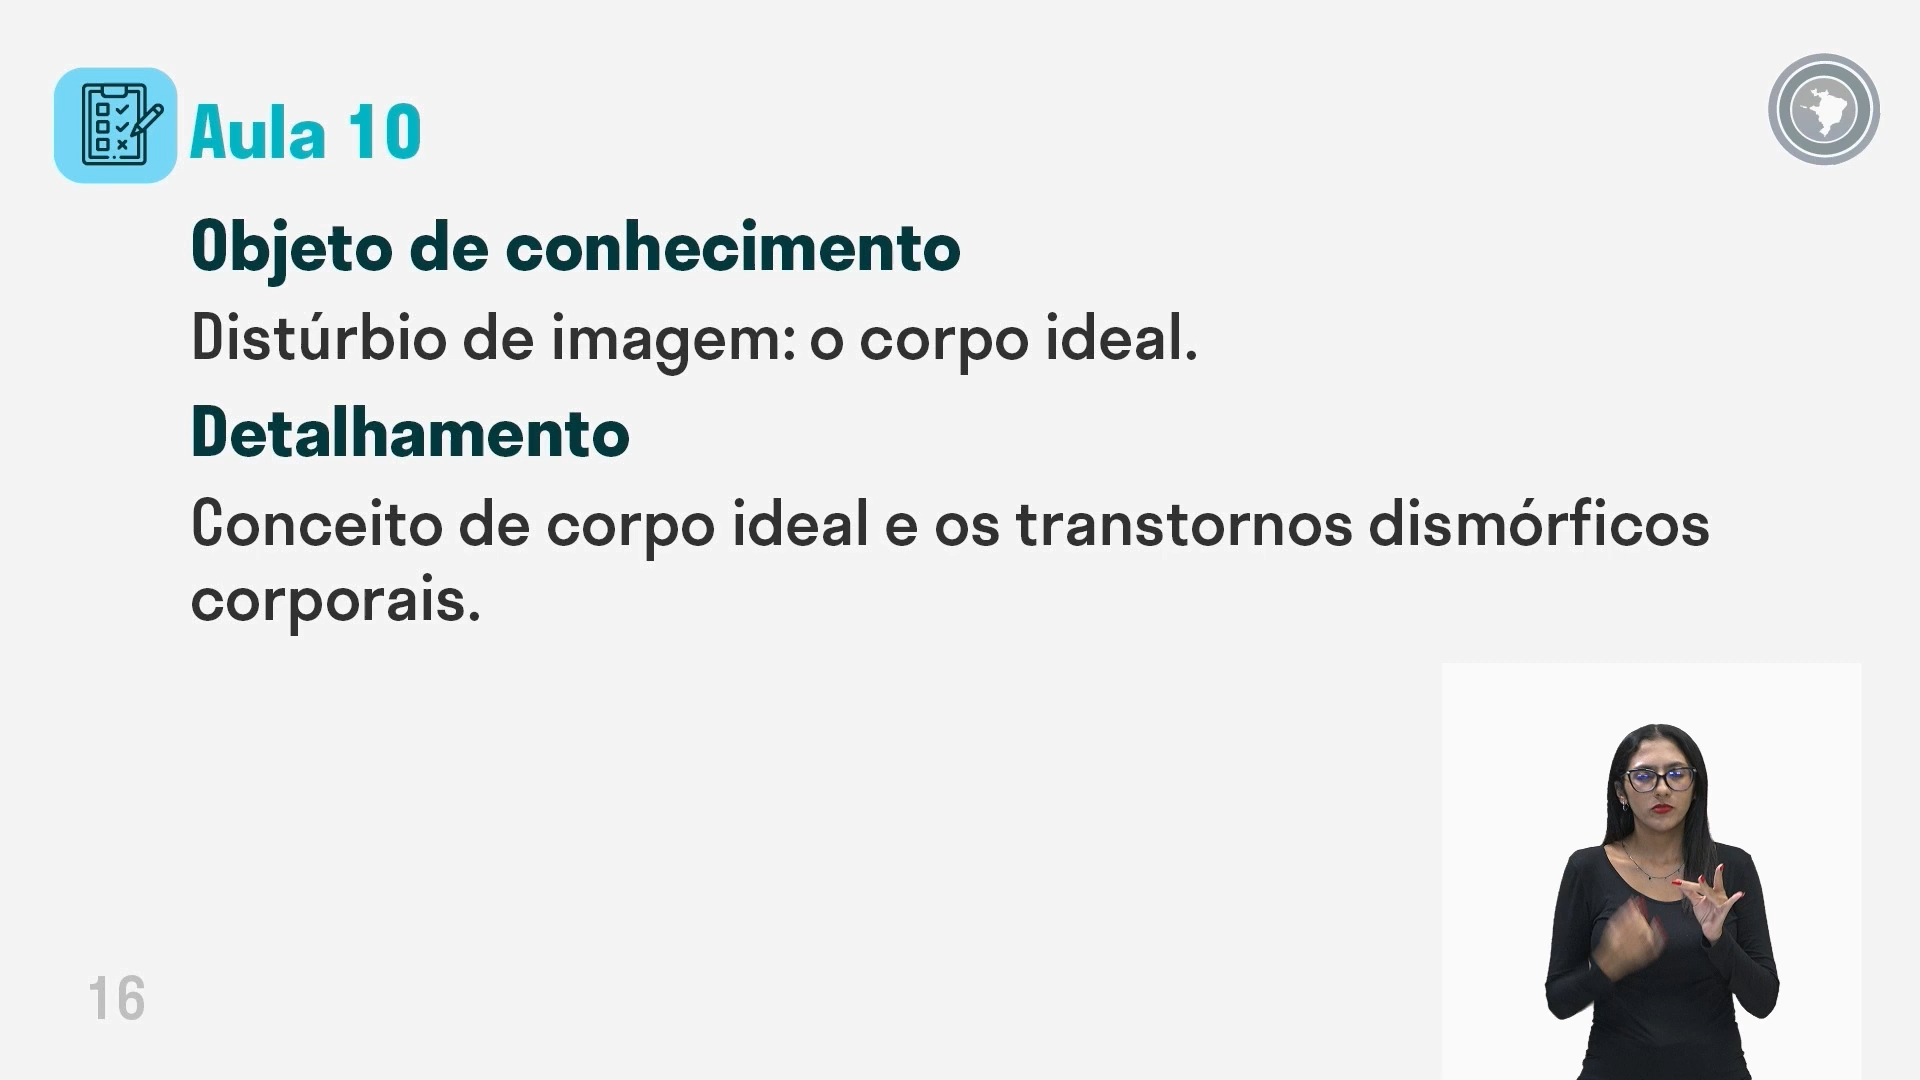 Aula 10
Objeto de conhecimento
Distúrbio de imagem: o corpo ideal.
Detalhamento
Conceito de corpo ideal e os transtornos dismórficos
corporais.
16